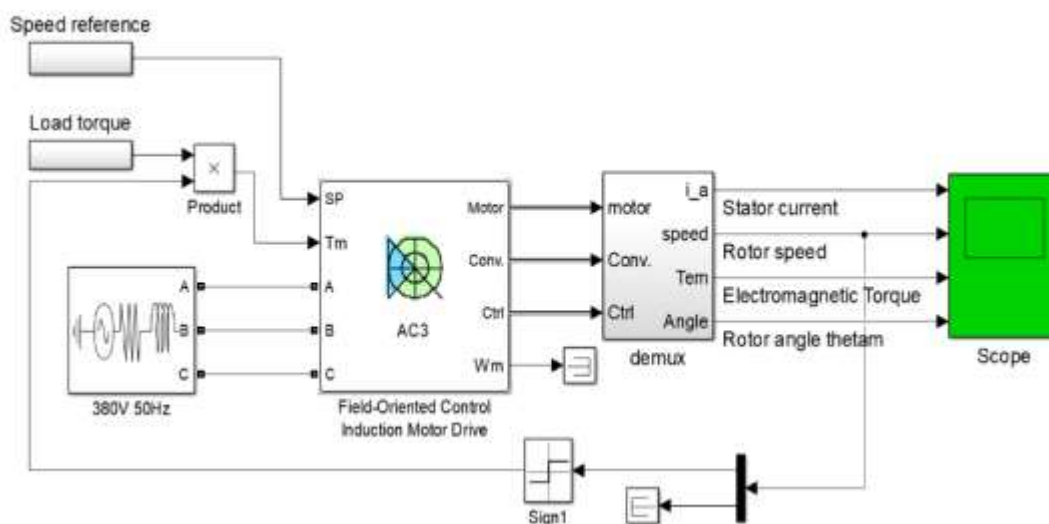 Speed reference
Load torque
×
Product
SP
Tm
A
B
C
Motor
Conv.
Ctrl
Wm
AC3
Field-Oriented Control
Induction Motor Drive
A
B
C
380V 50Hz
motor
Conv.
Ctrl
i_a
speed
Tem
Angle
demux
Stator current
Rotor speed
Electromagnetic Torque
Rotor angle thetam
Scope
Sign1